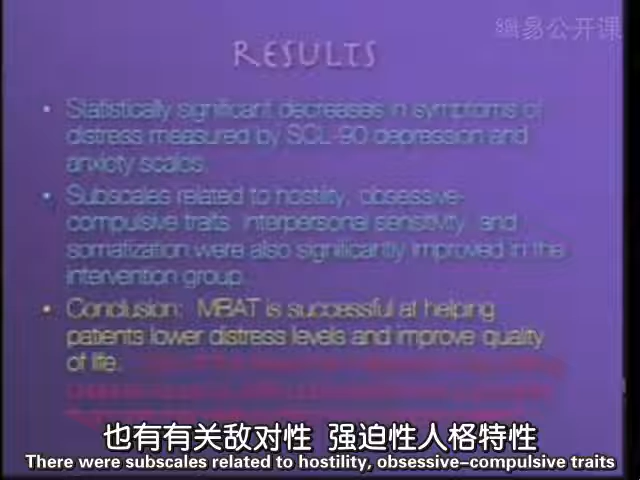 網易公开课
RESULTS
• Statistically significant decreases in symptoms of
distress measured by SCL-90 depression and
anxiety scales.
• Subscales related to hostility, obsessive-
compulsive traits, interpersonal sensitivity, and
somatization were also significantly improved in the
intervention group.
• Conclusion: MBAT is successful at helping
patients lower distress levels and improve quality
of life.
也有有关敌对性 强迫性人格特性
There were subscales related to hostility, obsessive-compulsive traits